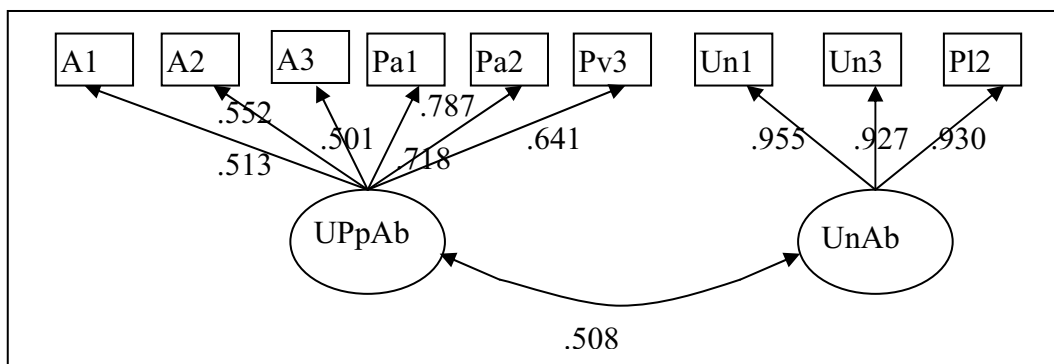 A1 A2 A3 Pa1 Pa2 Pv3 Un1 Un3 Pl2
.552 .787
.513 .501 .718 .641 .955 .927 .930
UPpAb UnAb
.508